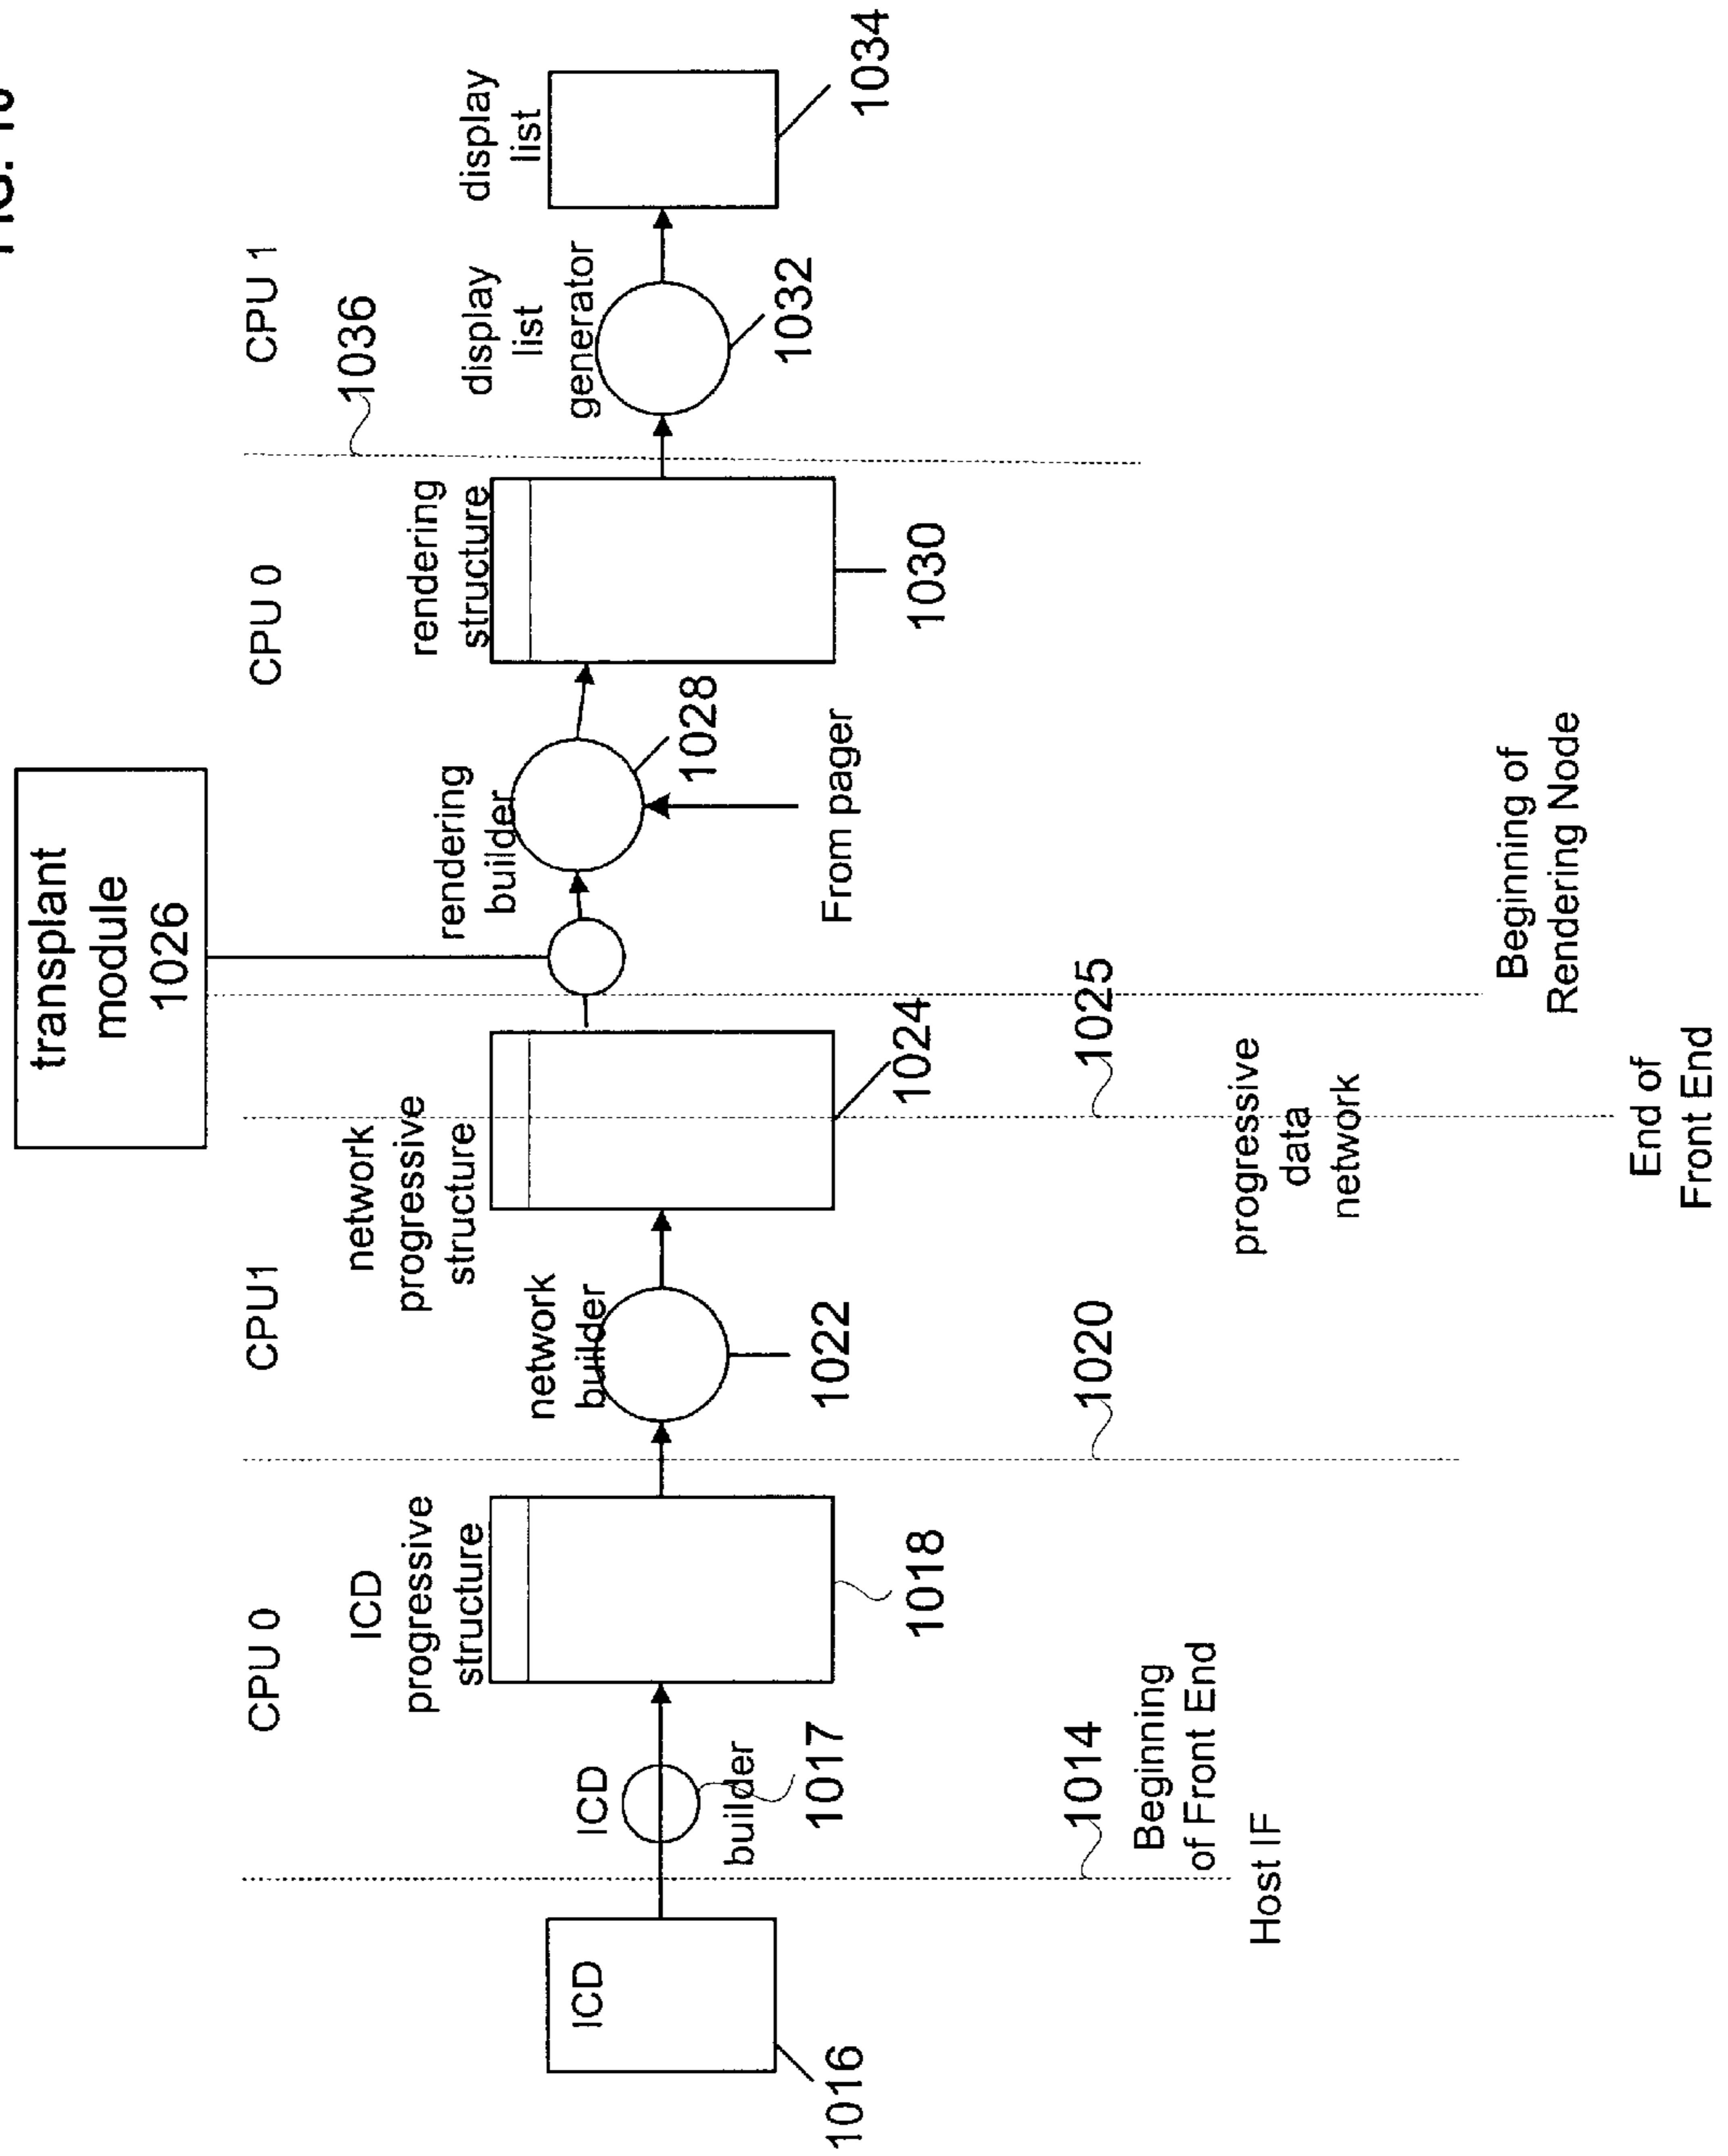 transplant
module
1026
CPU 0
CPU1
CPU 0
CPU 1
1036
ICD
progressive
structure
network
progressive
structure
rendering
structure
display
list
generator
display
list
ICD
ICD
builder
network
builder
rendering
builder
1016
1017
1018
1022
1024
1028
From pager
1030
1032
1034
1014
1020
1025
Beginning
of Front End
Host IF
progressive
data
network
Beginning of
Rendering Node
End of
Front End